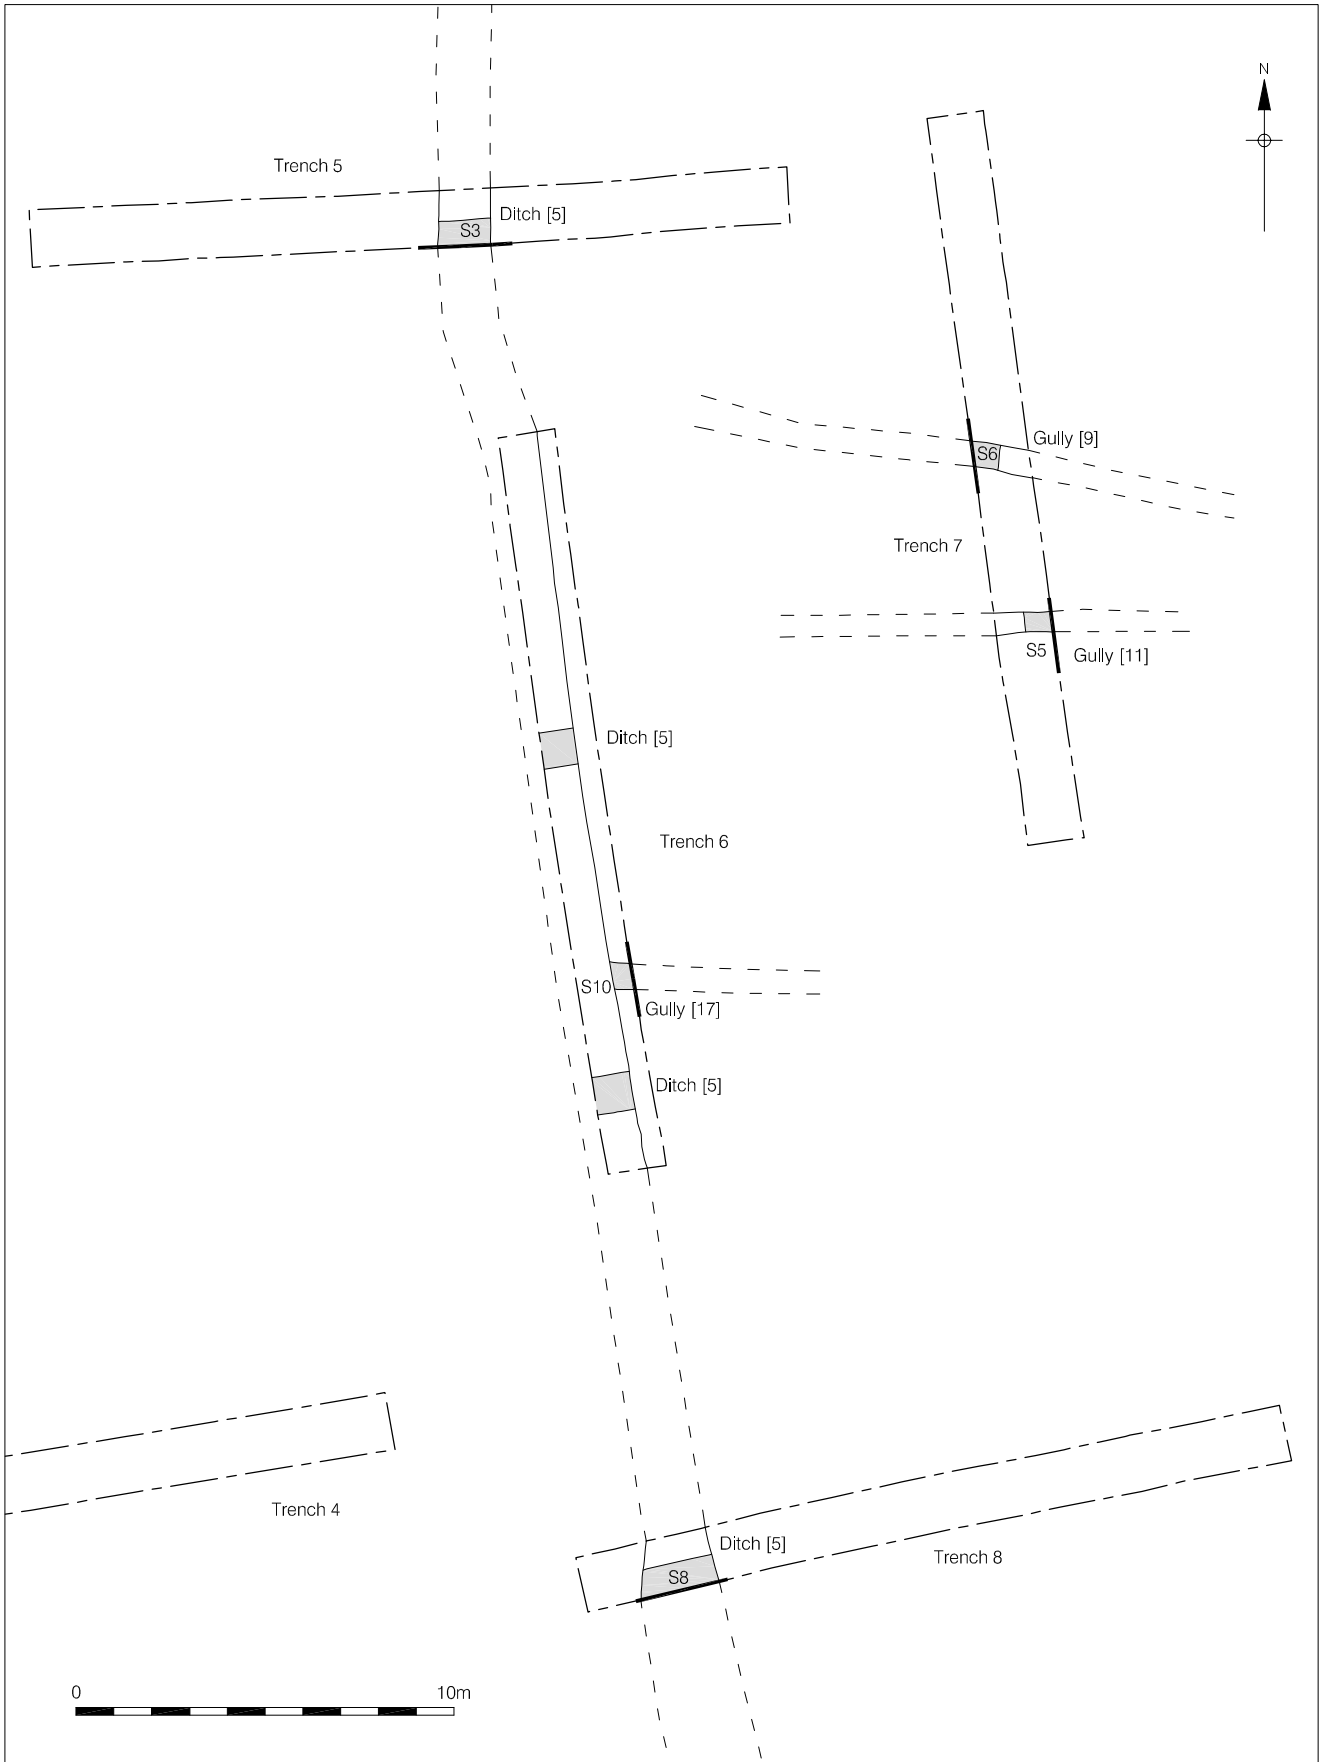 N
Trench 5
Ditch [5]
S3
Gully [9]
S6
Trench 7
S5
Gully [11]
Ditch [5]
Trench 6
S10
Gully [17]
Ditch [5]
Trench 4
Ditch [5]
Trench 8
S8
0
10m